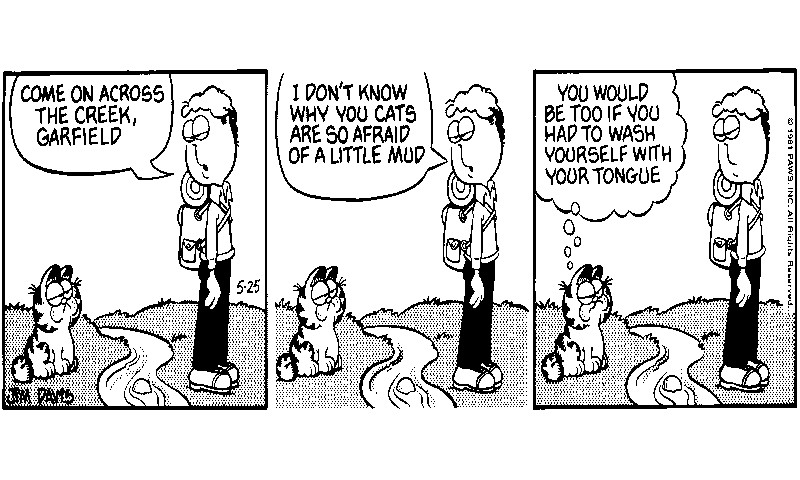 COME ON ACROSS
THE CREEK,
GARFIELD
5-25
JIM DAVIS
I DON'T KNOW
WHY YOU CATS
ARE SO AFRAID
OF A LITTLE MUD
YOU WOULD
BE TOO IF YOU
HAD TO WASH
YOURSELF WITH
YOUR TONGUE
© 1981 PAWS, INC. All Rights Reserved.